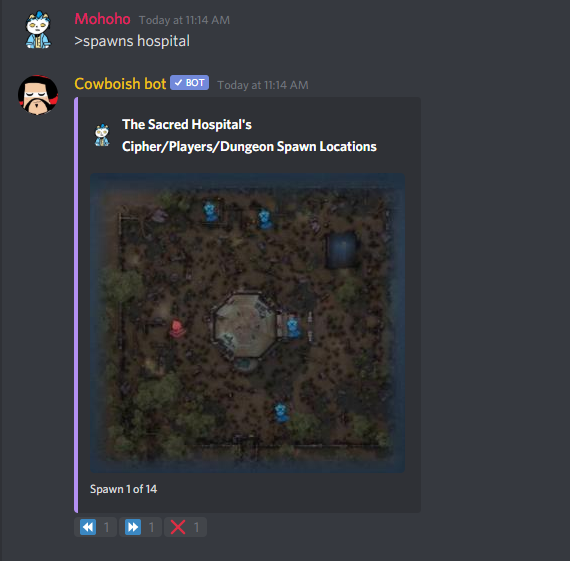 Mohoho Today at 11:14 AM
>spawns hospital
Cowboish bot ✓ BOT Today at 11:14 AM
The Sacred Hospital's
Cipher/Players/Dungeon Spawn Locations
Spawn 1 of 14
1 1 1